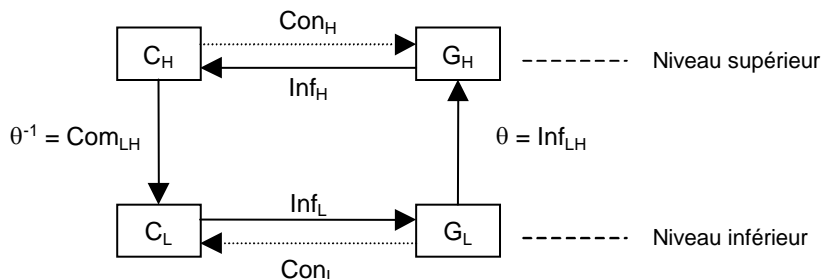 Con_H
C_H G_H Niveau supérieur
Inf_H
θ⁻¹ = Com_LH θ = Inf_LH
Inf_L
C_L G_L Niveau inférieur
Con_L